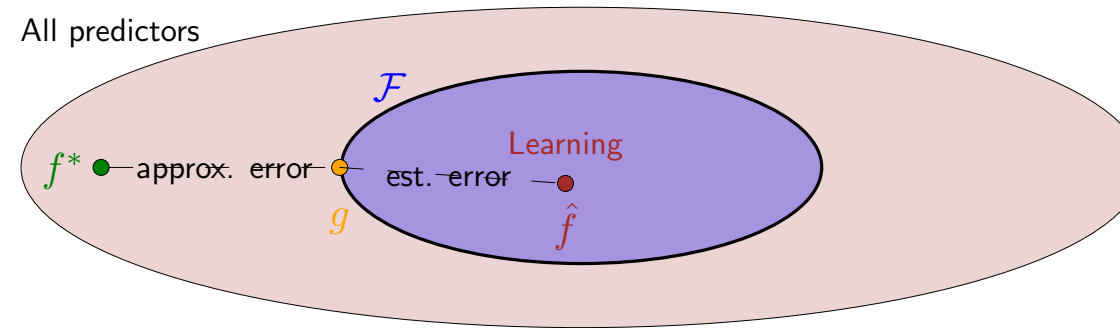 All predictors
𝓕
Learning
f* approx. error est. error
g f̂